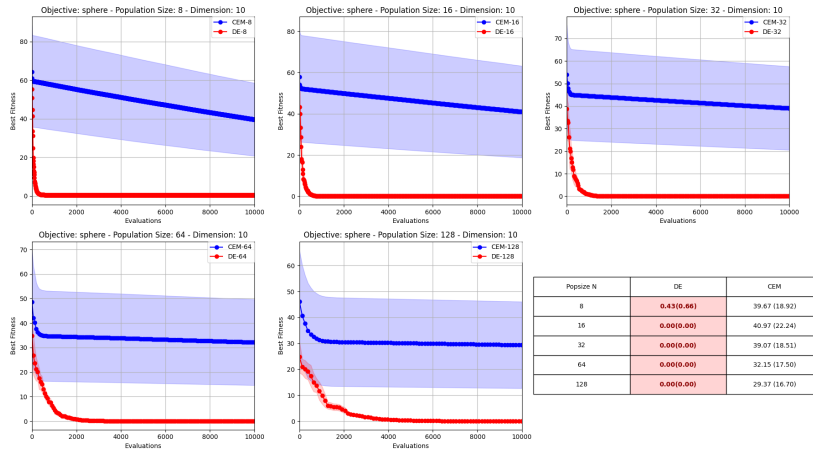 Objective: sphere - Population Size: 8 - Dimension: 10
CEM-8
DE-8
80
60
40
20
0
Best Fitness
0 2000 4000 6000 8000 10000
Evaluations
Objective: sphere - Population Size: 16 - Dimension: 10
CEM-16
DE-16
80
60
40
20
0
Best Fitness
0 2000 4000 6000 8000 10000
Evaluations
Objective: sphere - Population Size: 32 - Dimension: 10
CEM-32
DE-32
70
60
50
40
30
20
10
0
Best Fitness
0 2000 4000 6000 8000 10000
Evaluations
Objective: sphere - Population Size: 64 - Dimension: 10
CEM-64
DE-64
70
60
50
40
30
20
10
0
Best Fitness
0 2000 4000 6000 8000 10000
Evaluations
Objective: sphere - Population Size: 128 - Dimension: 10
CEM-128
DE-128
60
50
40
30
20
10
0
Best Fitness
0 2000 4000 6000 8000 10000
Evaluations
Popsize N DE CEM
8 0.43(0.66) 39.67 (18.92)
16 0.00(0.00) 40.97 (22.24)
32 0.00(0.00) 39.07 (18.51)
64 0.00(0.00) 32.15 (17.50)
128 0.00(0.00) 29.37 (16.70)